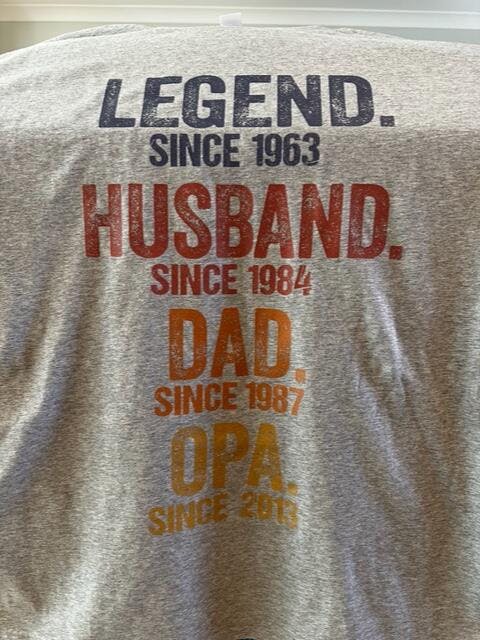 LEGEND.
SINCE 1963
HUSBAND.
SINCE 1984
DAD.
SINCE 1987
OPA.
SINCE 2013